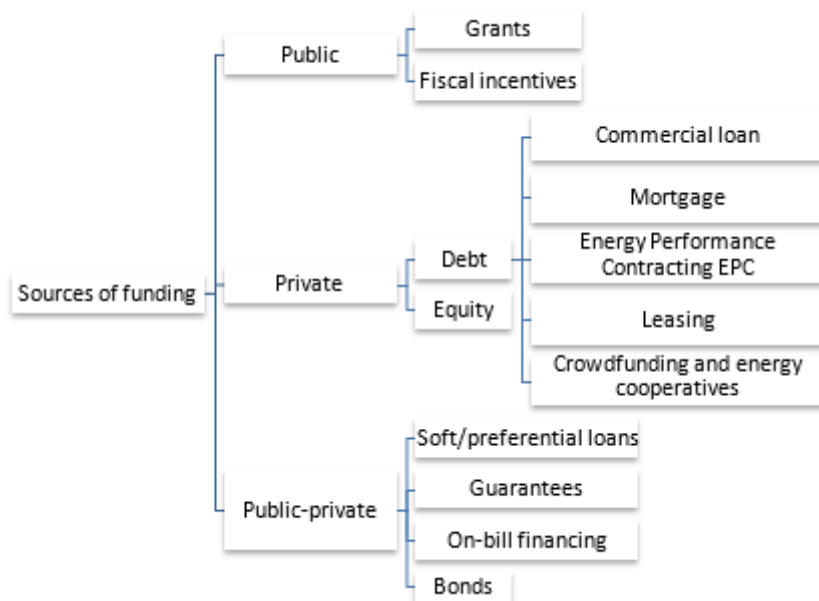 Sources of funding
Public
Grants
Fiscal incentives
Private
Debt
Equity
Commercial loan
Mortgage
Energy Performance
Contracting EPC
Leasing
Crowdfunding and energy
cooperatives
Public-private
Soft/preferential loans
Guarantees
On-bill financing
Bonds